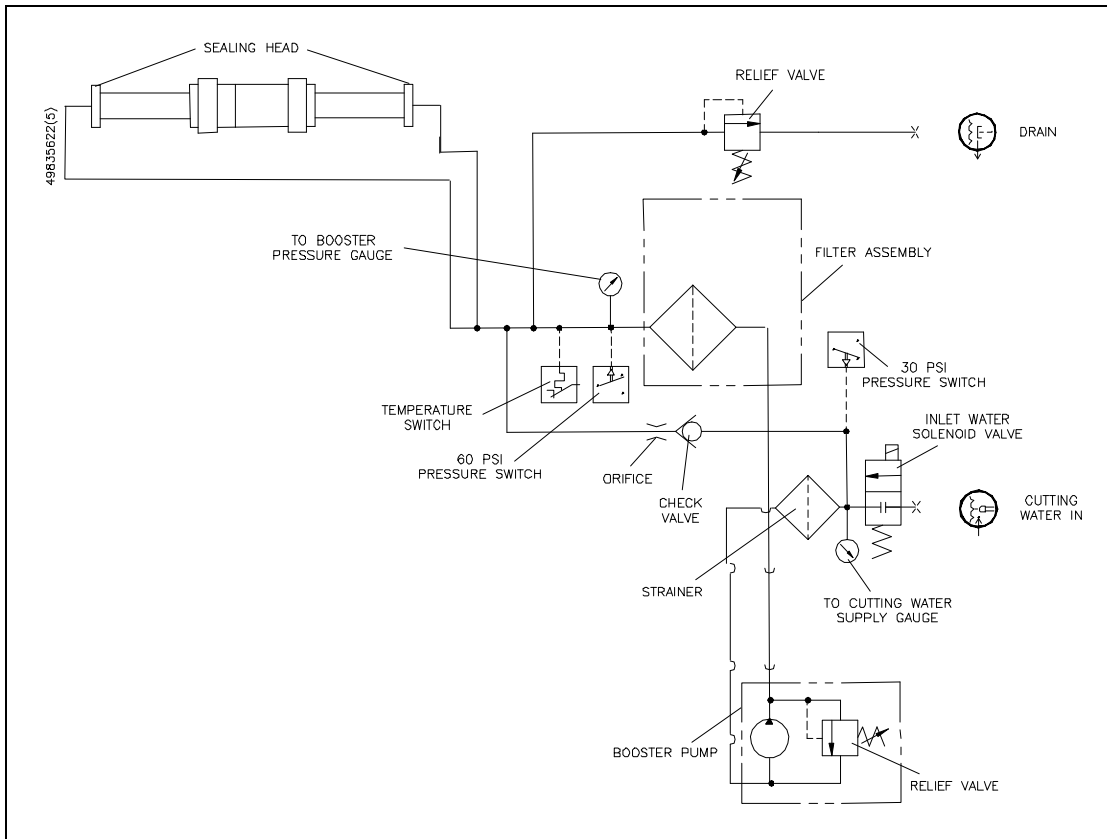 SEALING HEAD
49835622(5)
RELIEF VALVE
DRAIN
TO BOOSTER
PRESSURE GAUGE
FILTER ASSEMBLY
30 PSI
PRESSURE SWITCH
TEMPERATURE
SWITCH
60 PSI
PRESSURE SWITCH
INLET WATER
SOLENOID VALVE
ORIFICE
CHECK
VALVE
CUTTING
WATER IN
STRAINER
TO CUTTING WATER
SUPPLY GAUGE
BOOSTER PUMP
RELIEF VALVE